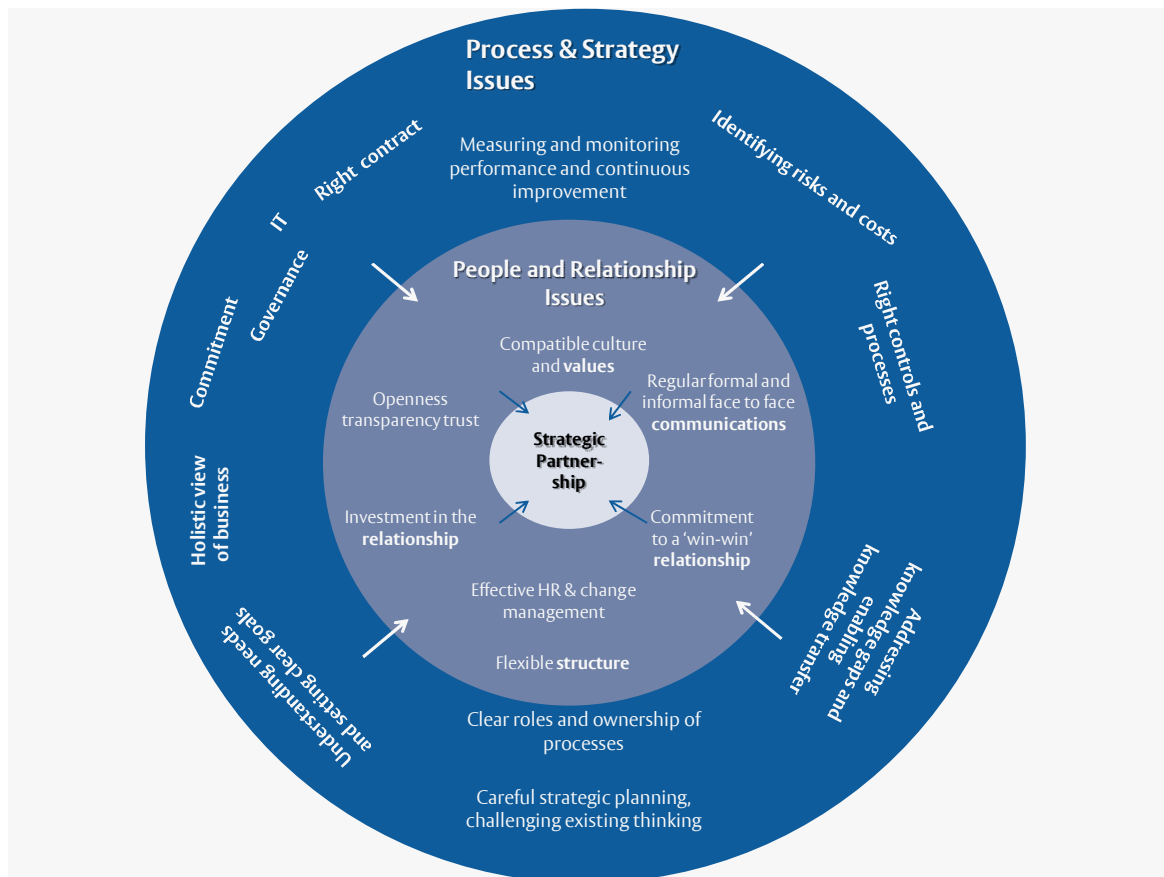 Process & Strategy
Issues
Measuring and monitoring
performance and continuous
improvement
Right contract
IT
Governance
Commitment
Holistic view
of business
Understanding needs
and setting clear goals
Identifying risks and costs
Right controls and
processes
Addressing
knowledge gaps and
enabling
knowledge transfer
People and Relationship
Issues
Compatible culture
and values
Openness
transparency trust
Regular formal and
informal face to face
communications
Strategic
Partner-
ship
Investment in the
relationship
Commitment
to a ‘win-win’
relationship
Effective HR & change
management
Flexible structure
Clear roles and ownership of
processes
Careful strategic planning,
challenging existing thinking